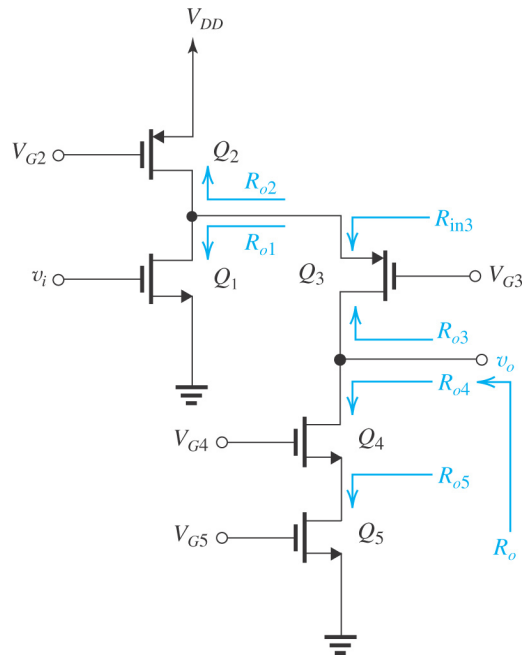 V_DD
V_G2
Q_2
R_o2
R_o1
R_in3
v_i
Q_1
Q_3
V_G3
R_o3
v_o
R_o4
V_G4
Q_4
R_o5
V_G5
Q_5
R_o